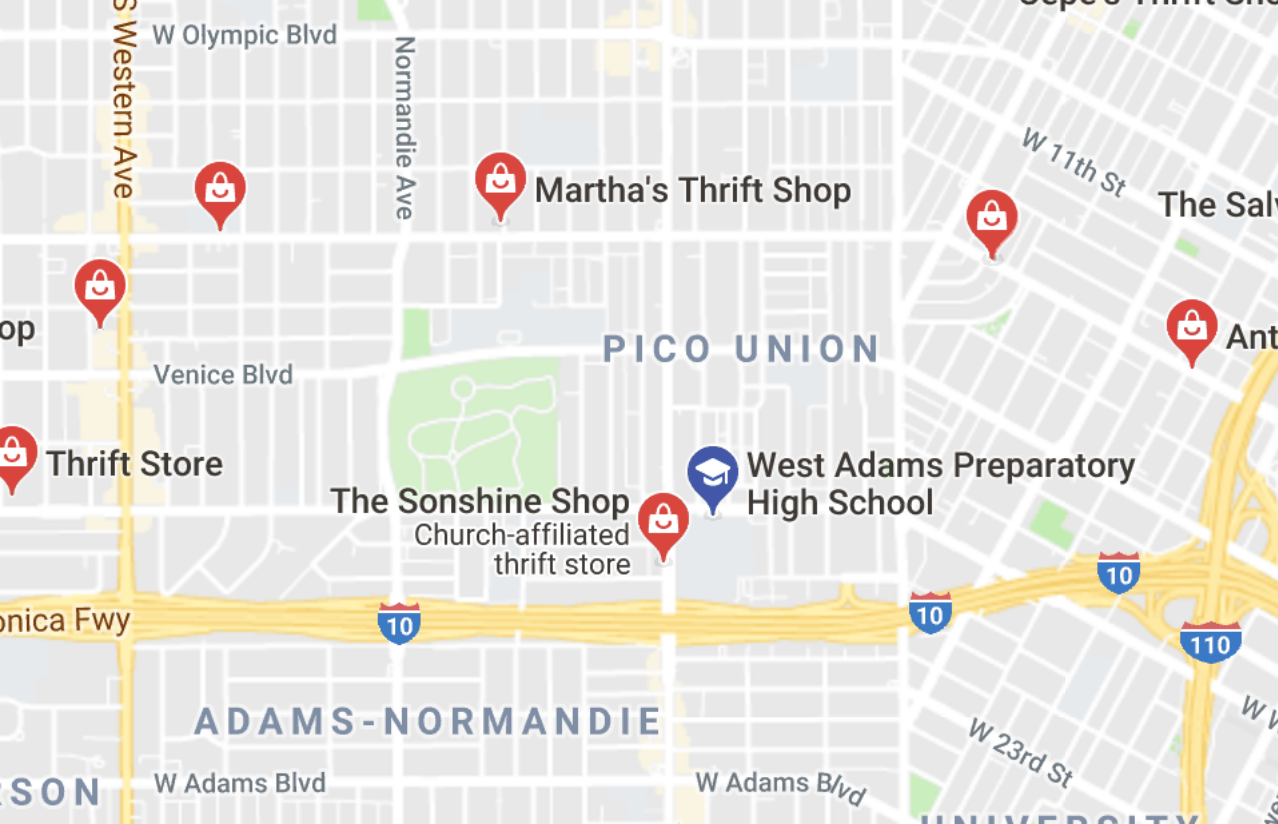 S Western Ave
W Olympic Blvd
Normandie Ave
W 11th St
Martha's Thrift Shop
The Salv
op
Ant
PICO UNION
Venice Blvd
Thrift Store
West Adams Preparatory
High School
The Sonshine Shop
Church-affiliated
thrift store
10
10
10
onica Fwy
110
ADAMS-NORMANDIE
W 23rd St
W Adams Blvd
W Adams Blvd
RSON
UNIVERSITY